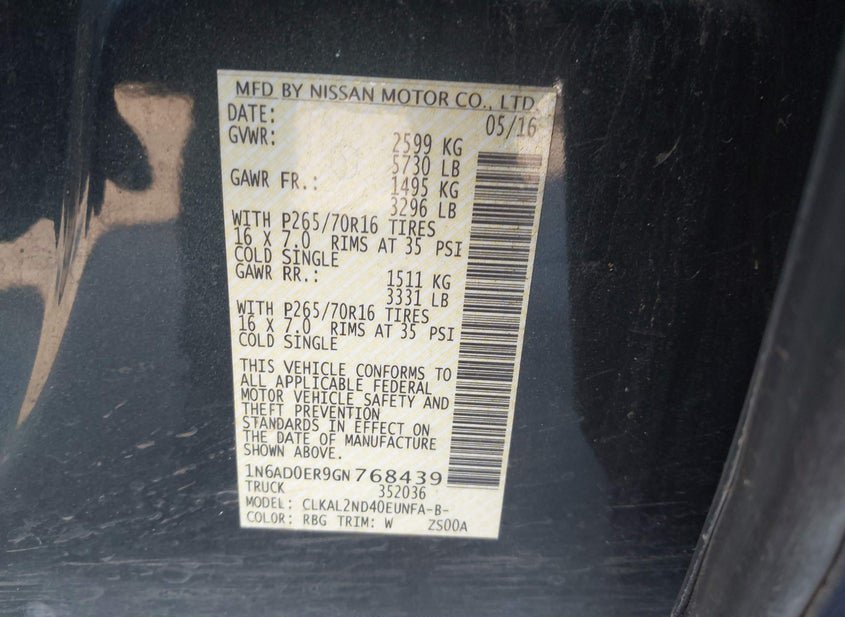 MFD BY NISSAN MOTOR CO., LTD.
DATE: 05/16
GVWR: 2599 KG
5730 LB
GAWR FR.: 1495 KG
3296 LB
WITH P265/70R16 TIRES
16 X 7.0 RIMS AT 35 PSI
COLD SINGLE
GAWR RR.: 1511 KG
3331 LB
WITH P265/70R16 TIRES
16 X 7.0 RIMS AT 35 PSI
COLD SINGLE
THIS VEHICLE CONFORMS TO
ALL APPLICABLE FEDERAL
MOTOR VEHICLE SAFETY AND
THEFT PREVENTION
STANDARDS IN EFFECT ON
THE DATE OF MANUFACTURE
SHOWN ABOVE.
1N6AD0ER9GN768439
TRUCK 352036
MODEL: CLKAL2ND40EUNFA-B-
COLOR: RBG TRIM: W ZS00A